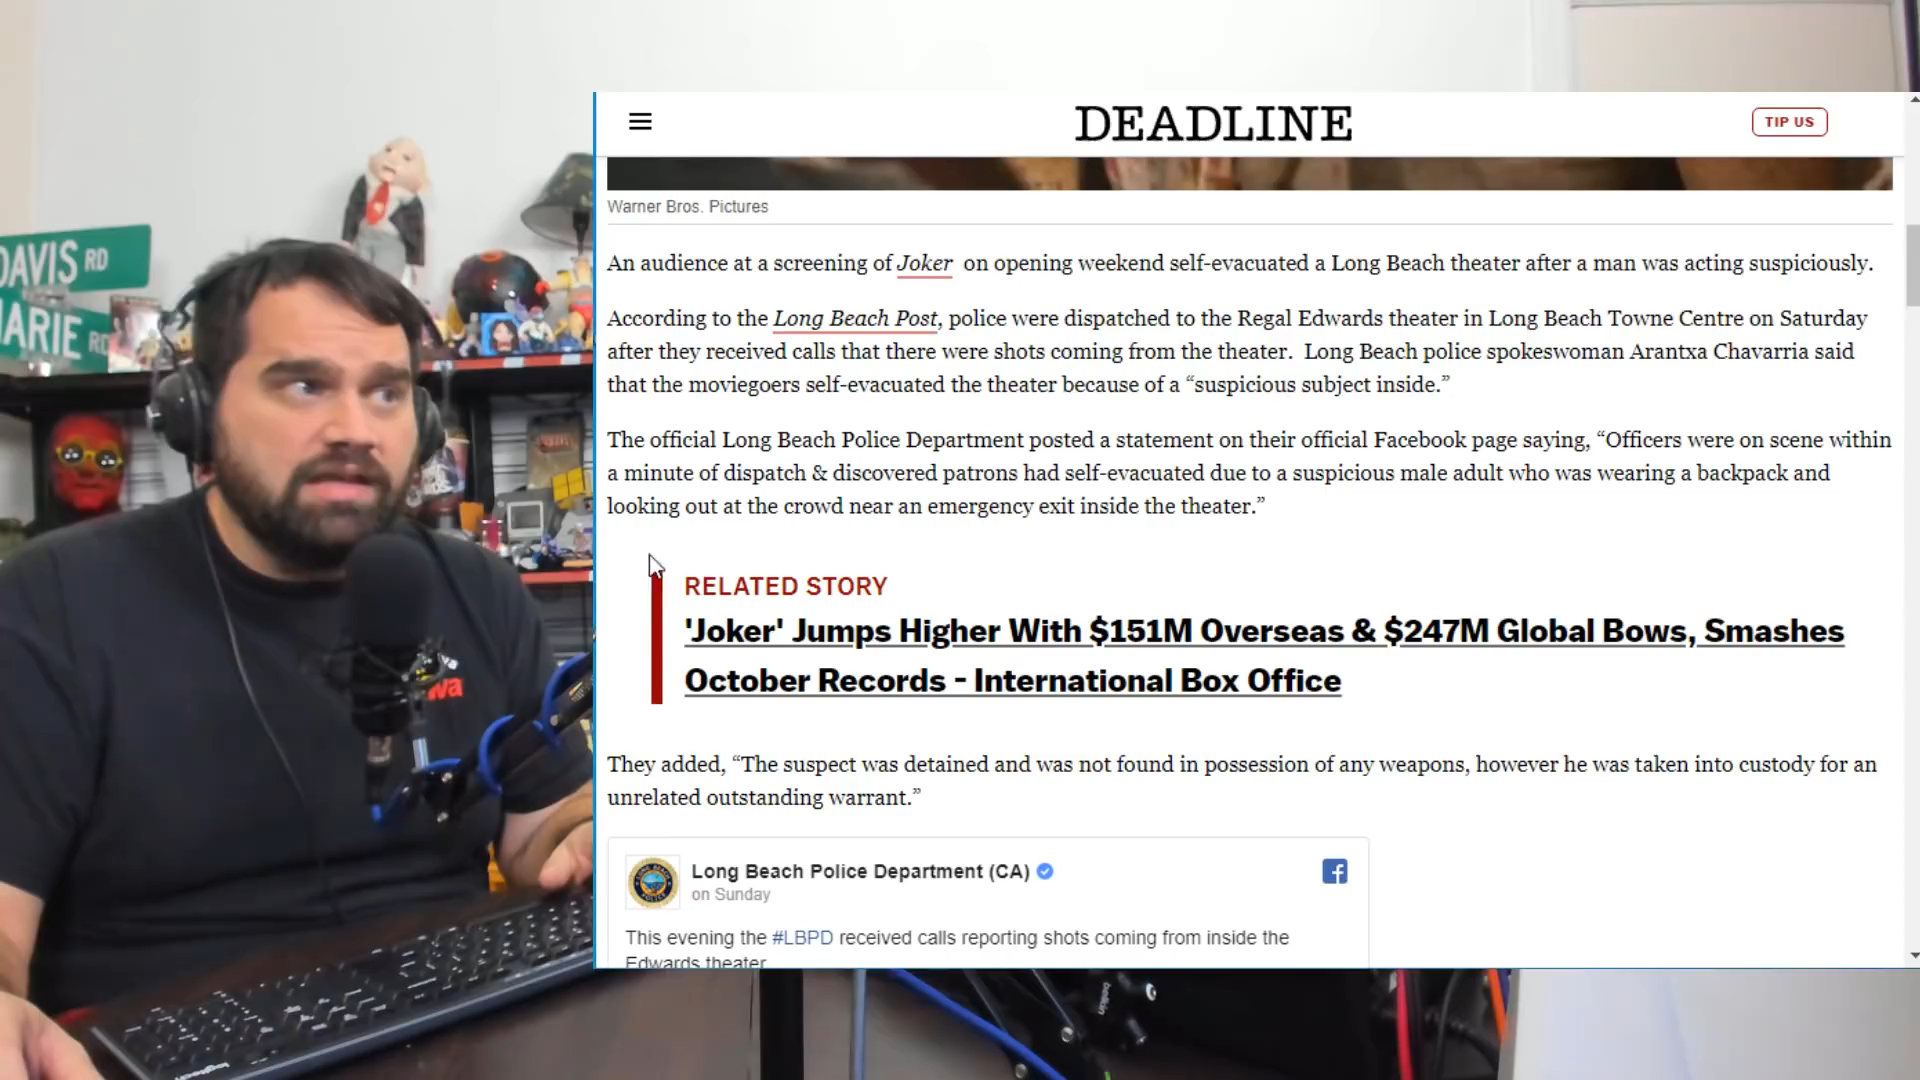 DAVIS RD
ARIE RD
DEADLINE
TIP US
Warner Bros. Pictures
An audience at a screening of Joker on opening weekend self-evacuated a Long Beach theater after a man was acting suspiciously.
According to the Long Beach Post, police were dispatched to the Regal Edwards theater in Long Beach Towne Centre on Saturday
after they received calls that there were shots coming from the theater. Long Beach police spokeswoman Arantxa Chavarria said
that the moviegoers self-evacuated the theater because of a “suspicious subject inside.”
The official Long Beach Police Department posted a statement on their official Facebook page saying, “Officers were on scene within
a minute of dispatch & discovered patrons had self-evacuated due to a suspicious male adult who was wearing a backpack and
looking out at the crowd near an emergency exit inside the theater.”
RELATED STORY
'Joker' Jumps Higher With $151M Overseas & $247M Global Bows, Smashes
October Records - International Box Office
They added, “The suspect was detained and was not found in possession of any weapons, however he was taken into custody for an
unrelated outstanding warrant.”
Long Beach Police Department (CA)
on Sunday
This evening the #LBPD received calls reporting shots coming from inside the
Edwards theater
logitech
belkin